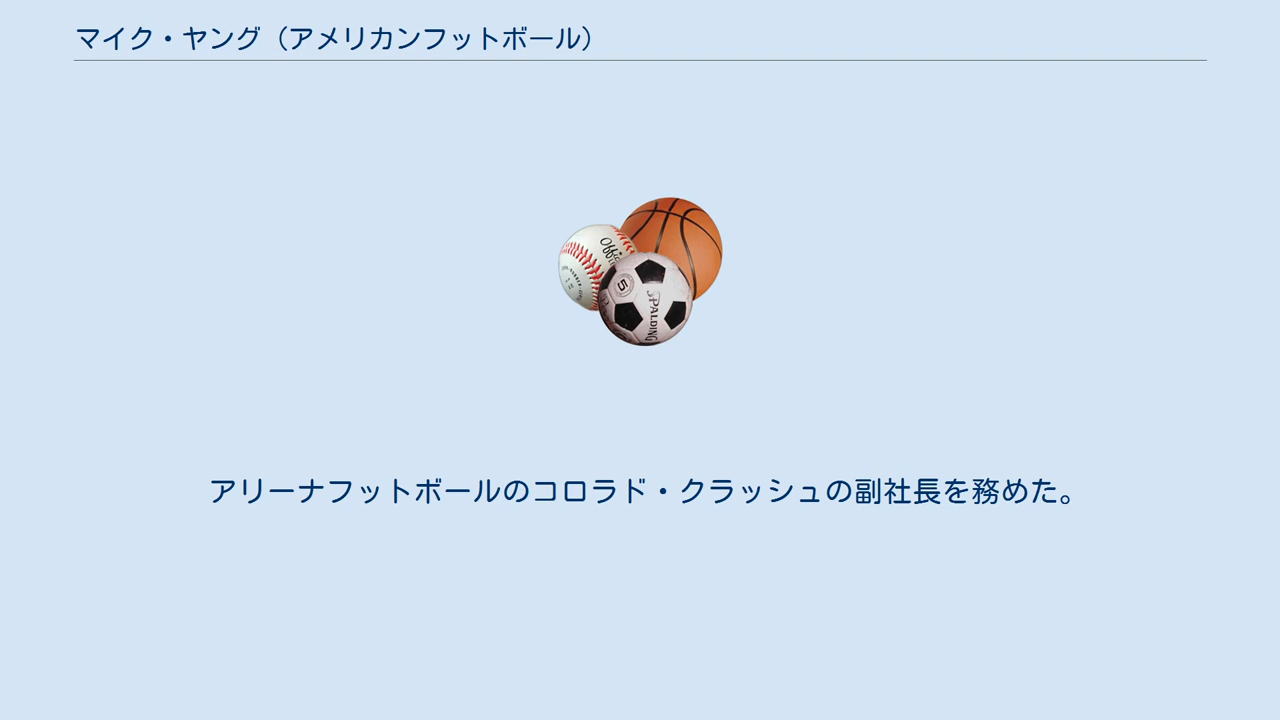 マイク・ヤング（アメリカンフットボール）
Offic
5
SPALDING
アリーナフットボールのコロラド・クラッシュの副社長を務めた。